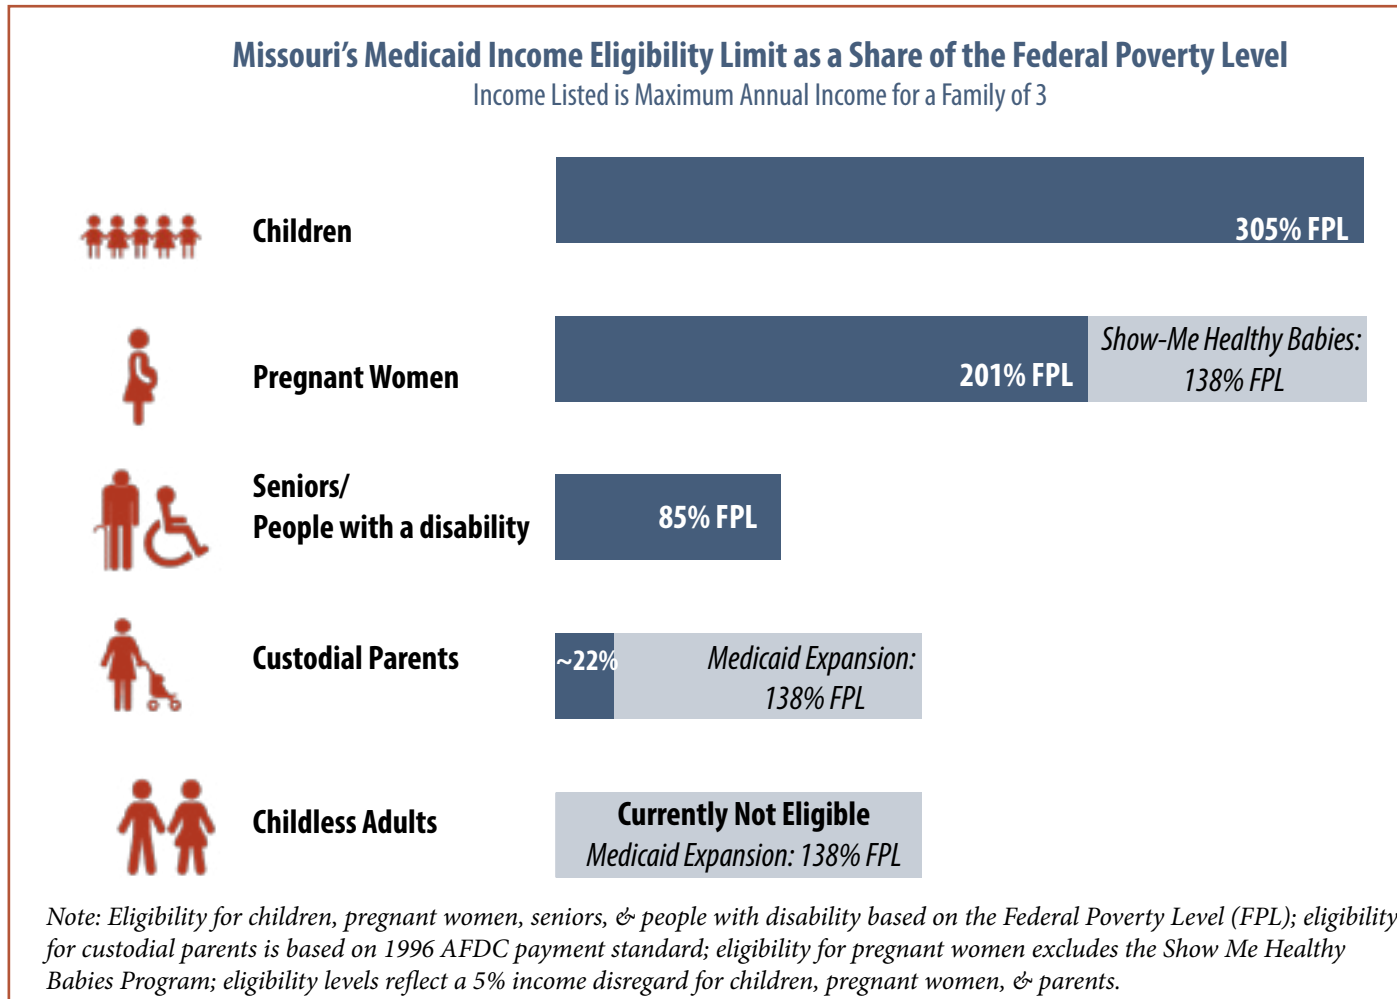 Missouri's Medicaid Income Eligibility Limit as a Share of the Federal Poverty Level
Income Listed is Maximum Annual Income for a Family of 3
Children
305% FPL
Pregnant Women
201% FPL
Show-Me Healthy Babies:
138% FPL
Seniors/
People with a disability
85% FPL
Custodial Parents
~22%
Medicaid Expansion:
138% FPL
Childless Adults
Currently Not Eligible
Medicaid Expansion: 138% FPL
Note: Eligibility for children, pregnant women, seniors, & people with disability based on the Federal Poverty Level (FPL); eligibility
for custodial parents is based on 1996 AFDC payment standard; eligibility for pregnant women excludes the Show Me Healthy
Babies Program; eligibility levels reflect a 5% income disregard for children, pregnant women, & parents.